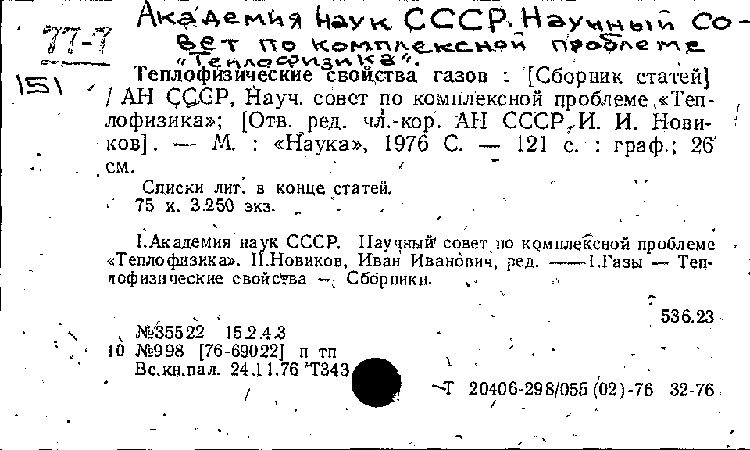 77-7
151
Академия наук СССР. Научный со-
вет по комплексной проблеме
"Теплофизика".
Теплофизические свойства газов : [Сборник статей]
/ АН СССР, Науч. совет по комплексной проблеме «Теп-
лофизика»; [Отв. ред. чл.-кор. АН СССР И. И. Нови-
ков]. — М. : «Наука», 1976 С. — 121 с. : граф.; 26
см.
Списки лит. в конце статей.
75 к. 3.250 экз.
I.Академия наук СССР. Научный совет по комплексной проблеме
«Теплофизика». II.Новиков, Иван Иванович, ред. ——1.Газы — Теп-
лофизические свойства — Сборники.
536.23
№35522 15.2.4.3
10 №998 [76-69022] п тп
Вс.кн.пал. 24.11.76 Т343
Т 20406-298/055 (02)-76 32-76